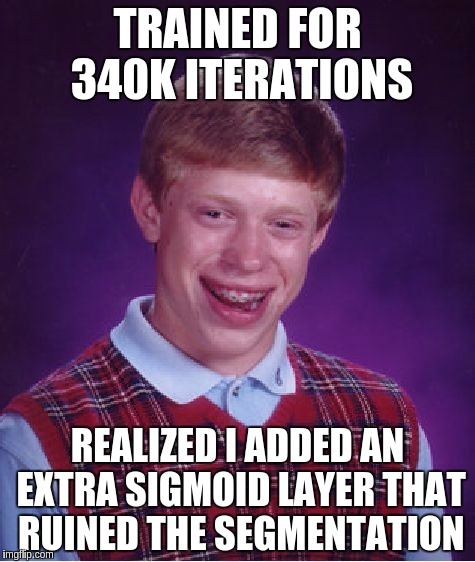 TRAINED FOR
340K ITERATIONS
REALIZED I ADDED AN
EXTRA SIGMOID LAYER THAT
RUINED THE SEGMENTATION
imgflip.com